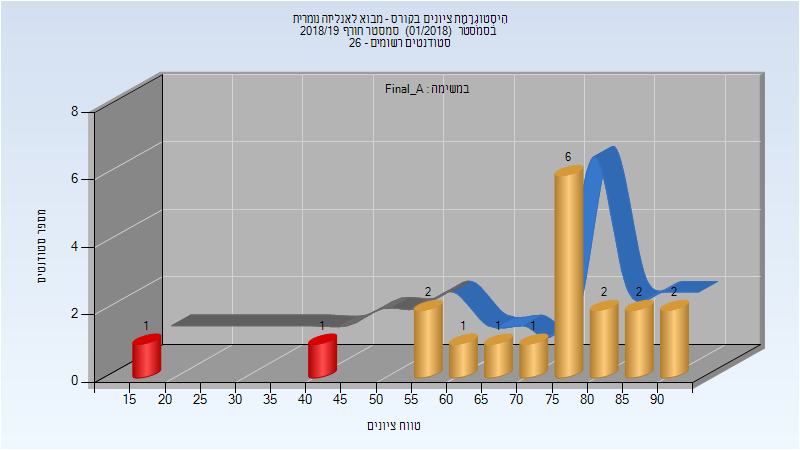 היסטוגרמת ציונים בקורס - מבוא לאנליזה נומרית
בסמסטר (01/2018) סמסטר חורף 2018/19
סטודנטים רשומים - 26
במשימה : Final_A
8
6
4
2
0
מספר סטודנטים
1
1
2
1
1
1
6
2
2
2
15 20 25 30 35 40 45 50 55 60 65 70 75 80 85 90
טווח ציונים